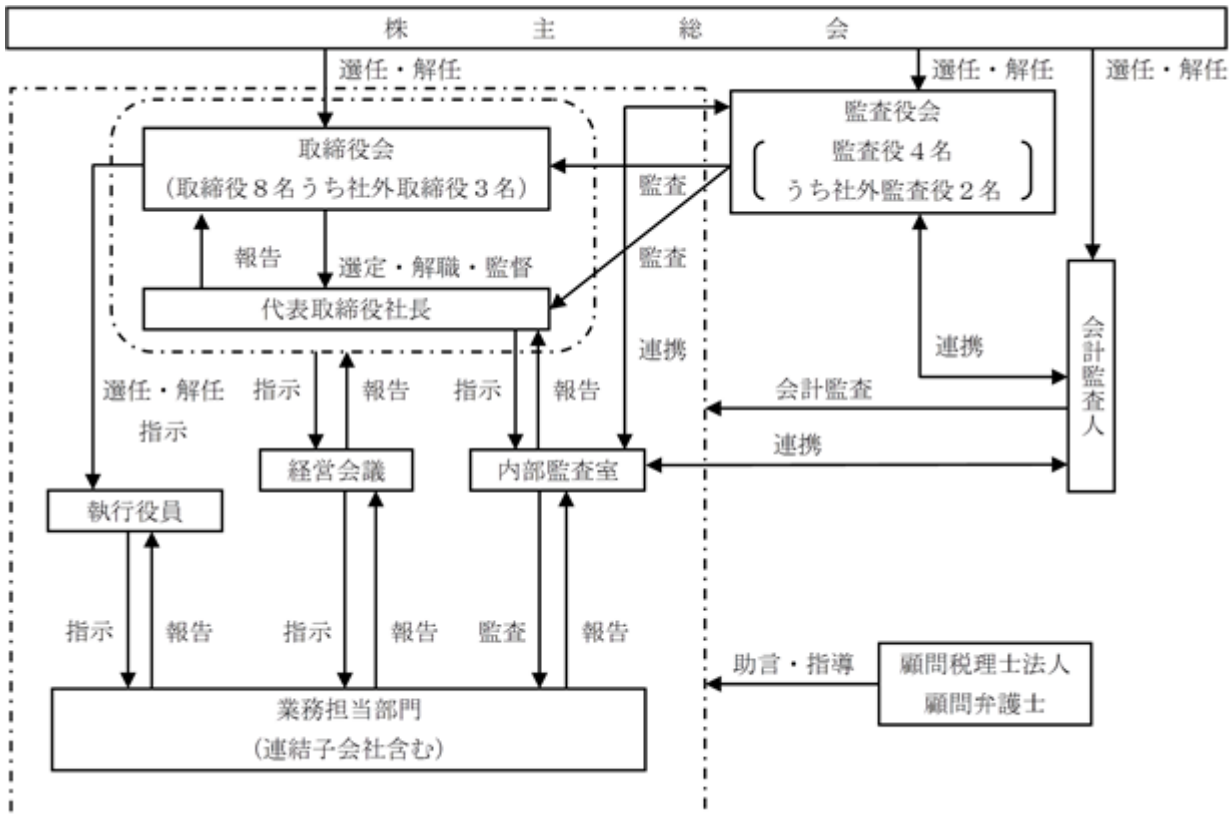 株主総会
選任・解任
選任・解任
選任・解任
監査役会
監査役4名
うち社外監査役2名
取締役会
(取締役8名うち社外取締役3名)
監査
報告
選定・解職・監督
監査
代表取締役社長
会計監査人
連携
連携
選任・解任
指示
指示
報告
指示
報告
会計監査
連携
経営会議
内部監査室
執行役員
指示
報告
指示
報告
監査
報告
助言・指導
顧問税理士法人
顧問弁護士
業務担当部門
(連結子会社含む)